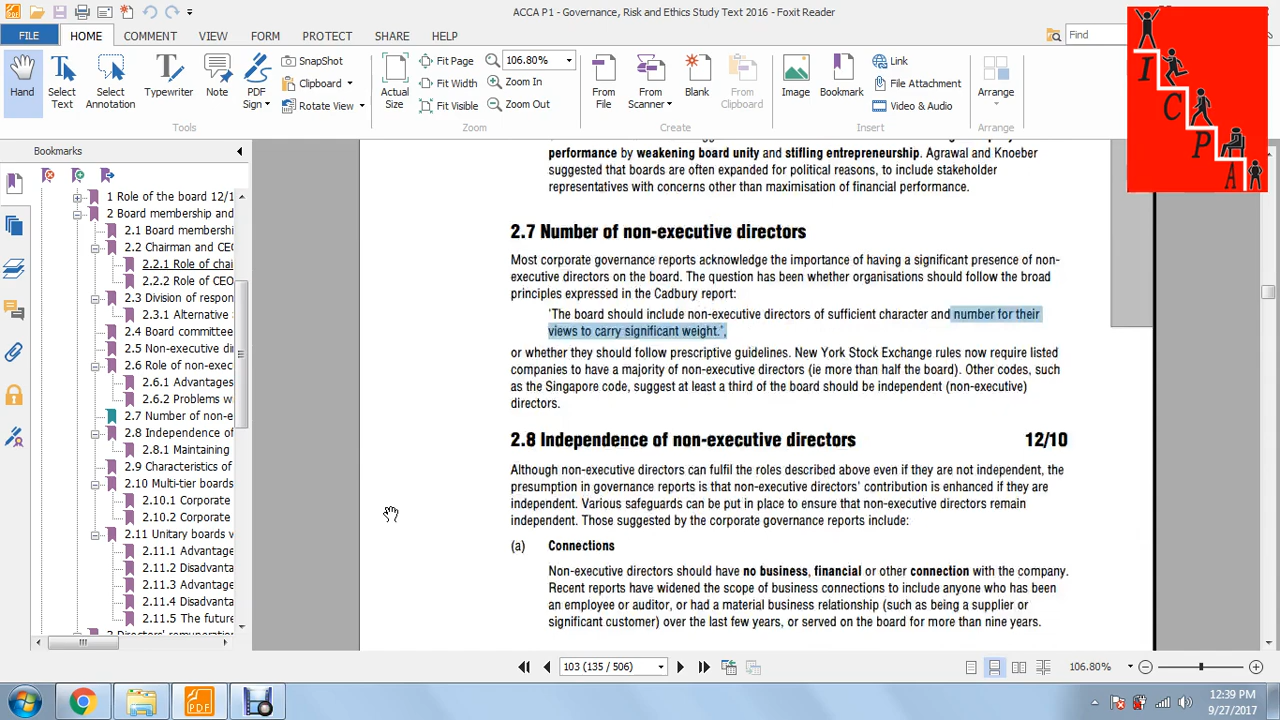 ACCA P1 - Governance, Risk and Ethics Study Text 2016 - Foxit Reader
FILE
HOME
COMMENT
VIEW
FORM
PROTECT
SHARE
HELP
Find
Hand
Select
Text
Select
Annotation
Typewriter
Note
PDF
Sign
SnapShot
Clipboard
Rotate View
Tools
Actual
Size
Fit Page
Fit Width
Fit Visible
106.80%
Zoom In
Zoom Out
Zoom
From
File
From
Scanner
Blank
From
Clipboard
Create
Image
Bookmark
Link
File Attachment
Video & Audio
Insert
Arrange
Arrange
I
C
P
A
Bookmarks
1 Role of the board 12/1
2 Board membership and
2.1 Board membersh
2.2 Chairman and CE
2.2.1 Role of chai
2.2.2 Role of CEO
2.3 Division of respon
2.3.1 Alternative
2.4 Board committee
2.5 Non-executive dir
2.6 Role of non-exec
2.6.1 Advantages
2.6.2 Problems w
2.7 Number of non-e
2.8 Independence of
2.8.1 Maintaining
2.9 Characteristics of
2.10 Multi-tier boards
2.10.1 Corporate
2.10.2 Corporate
2.11 Unitary boards v
2.11.1 Advantage
2.11.2 Disadvanta
2.11.3 Advantage
2.11.4 Disadvanta
2.11.5 The future
performance by weakening board unity and stifling entrepreneurship. Agrawal and Knoeber
suggested that boards are often expanded for political reasons, to include stakeholder
representatives with concerns other than maximisation of financial performance.
2.7 Number of non-executive directors
Most corporate governance reports acknowledge the importance of having a significant presence of non-
executive directors on the board. The question has been whether organisations should follow the broad
principles expressed in the Cadbury report:
'The board should include non-executive directors of sufficient character and number for their
views to carry significant weight.',
or whether they should follow prescriptive guidelines. New York Stock Exchange rules now require listed
companies to have a majority of non-executive directors (ie more than half the board). Other codes, such
as the Singapore code, suggest at least a third of the board should be independent (non-executive)
directors.
2.8 Independence of non-executive directors 12/10
Although non-executive directors can fulfil the roles described above even if they are not independent, the
presumption in governance reports is that non-executive directors' contribution is enhanced if they are
independent. Various safeguards can be put in place to ensure that non-executive directors remain
independent. Those suggested by the corporate governance reports include:
(a) Connections
Non-executive directors should have no business, financial or other connection with the company.
Recent reports have widened the scope of business connections to include anyone who has been
an employee or auditor, or had a material business relationship (such as being a supplier or
significant customer) over the last few years, or served on the board for more than nine years.
103 (135 / 506)
106.80%
PDF
12:39 PM
9/27/2017